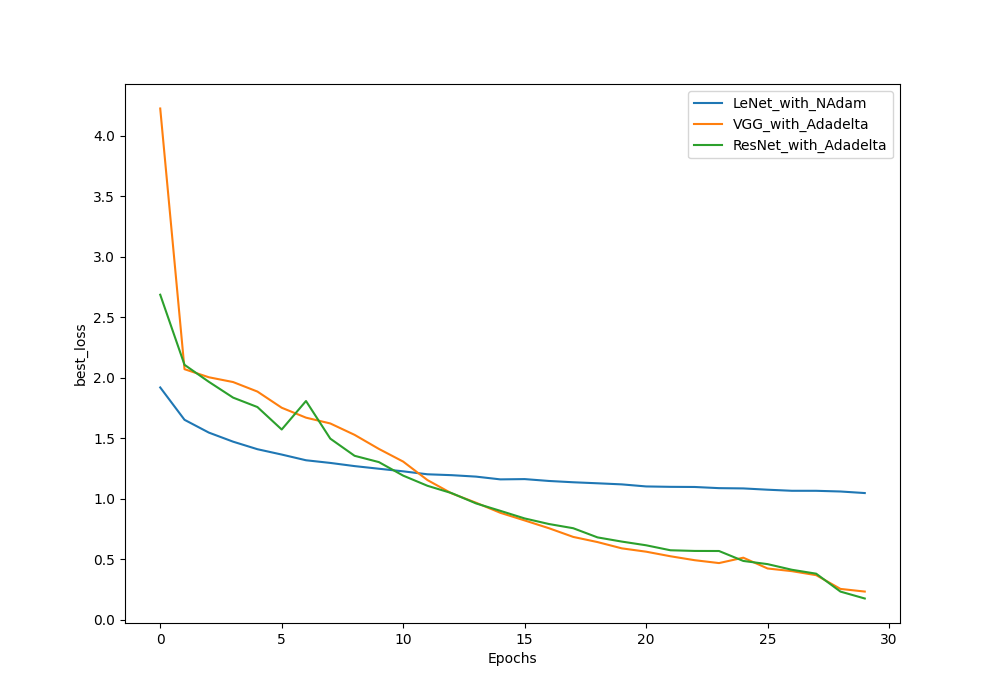 LeNet_with_NAdam
VGG_with_Adadelta
ResNet_with_Adadelta
4.0
3.5
3.0
2.5
2.0
1.5
1.0
0.5
0.0
best_loss
0 5 10 15 20 25 30
Epochs